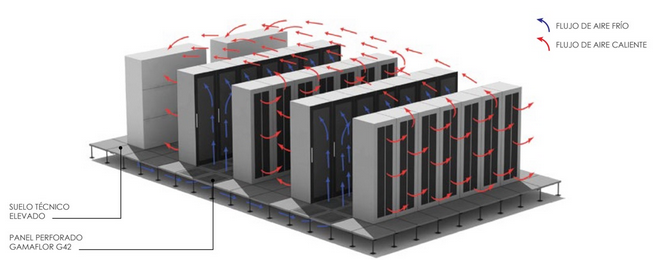 FLUJO DE AIRE FRÍO
FLUJO DE AIRE CALIENTE
SUELO TÉCNICO
ELEVADO
PANEL PERFORADO
GAMAFLOR G42